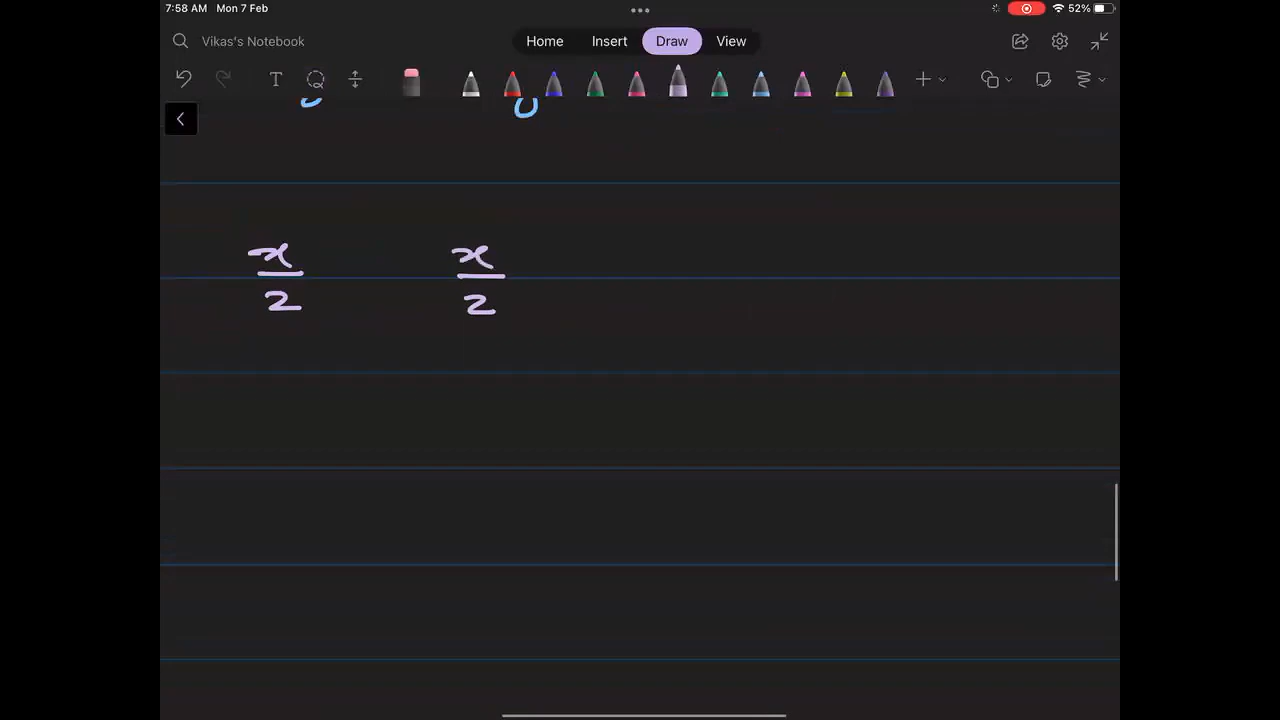 7:58 AM Mon 7 Feb
52%
Vikas's Notebook
Home Insert Draw View
T
x/2 x/2